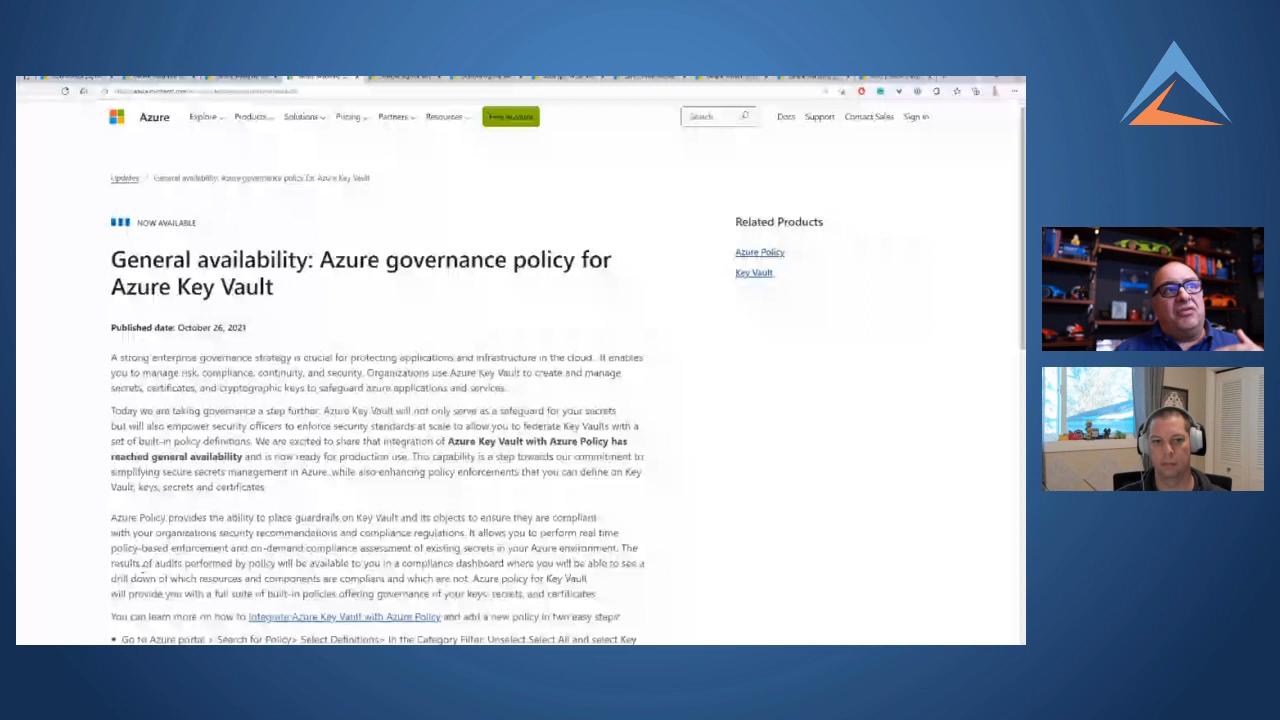 Azure
Explore
Products
Solutions
Pricing
Partners
Resources
Search
Docs
Support
Contact Sales
Sign in
Updates / General availability: Azure governance policy for Azure Key Vault
NOW AVAILABLE
General availability: Azure governance policy for
Azure Key Vault
Published date: October 26, 2021
A strong enterprise governance strategy is crucial for protecting applications and infrastructure in the cloud. It enables
you to manage risk, compliance, continuity, and security. Organizations use Azure Key Vault to create and manage
secrets, certificates, and cryptographic keys to safeguard azure applications and services.
Today we are taking governance a step further. Azure Key Vault will not only serve as a safeguard for your secrets
but will also empower security officers to enforce security standards at scale to allow you to federate Key Vaults with a
set of built-in policy definitions. We are excited to share that integration of Azure Key Vault with Azure Policy has
reached general availability and is now ready for production use. This capability is a step towards our commitment to
simplifying secure secrets management in Azure, while also enhancing policy enforcements that you can define on Key
Vault, keys, secrets and certificates.
Azure Policy provides the ability to place guardrails on Key Vault and its objects to ensure they are compliant
with your organizations security recommendations and compliance regulations. It allows you to perform real time
policy-based enforcement and on-demand compliance assessment of existing secrets in your Azure environment. The
results of audits performed by policy will be available to you in a compliance dashboard where you will be able to see a
drill down of which resources and components are compliant and which are not. Azure policy for Key Vault
will provide you with a full suite of built-in policies offering governance of your keys, secrets, and certificates.
You can learn more on how to integrate Azure Key Vault with Azure Policy and add a new policy in two easy steps:
• Go to Azure portal > Search for Policy> Select Definitions> In the Category Filter, Unselect Select All and select Key
Related Products
Azure Policy
Key Vault